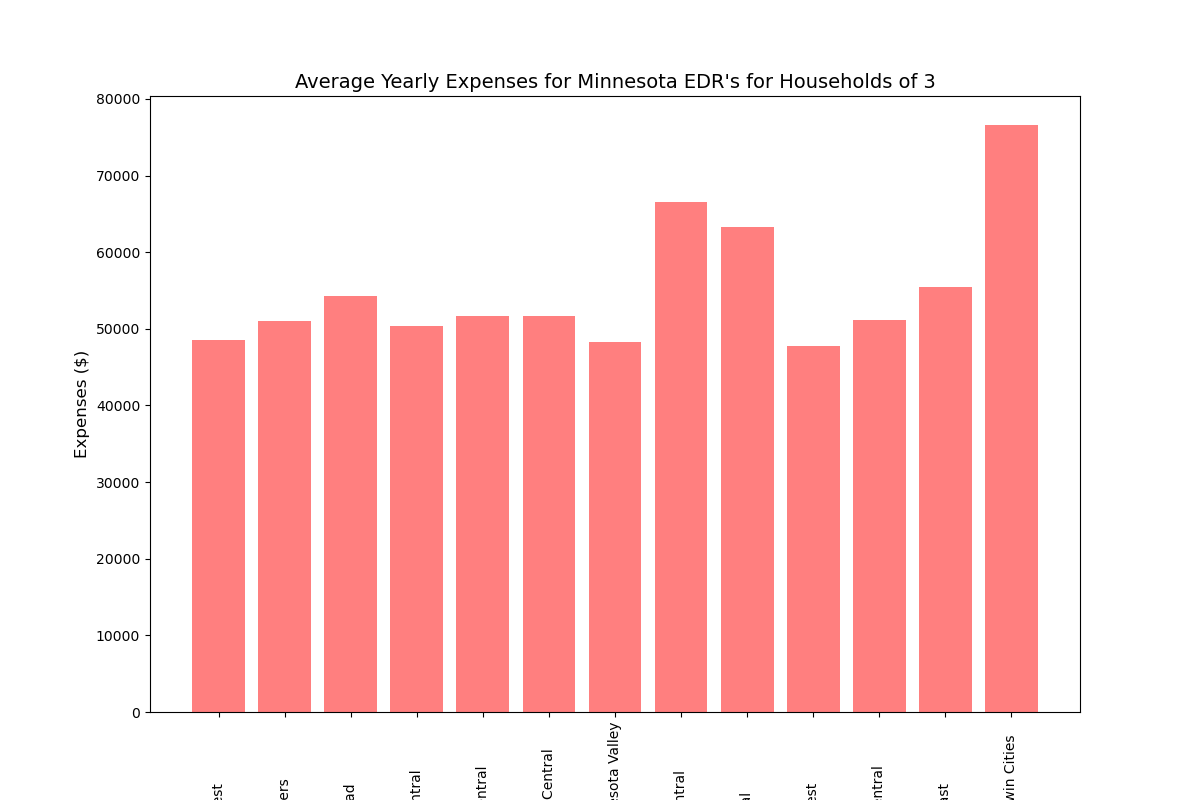 Average Yearly Expenses for Minnesota EDR's for Households of 3
Expenses ($)
80000
70000
60000
50000
40000
30000
20000
10000
0
est
ers
ad
ntral
ntral
Central
esota Valley
ntral
al
est
entral
ast
win Cities